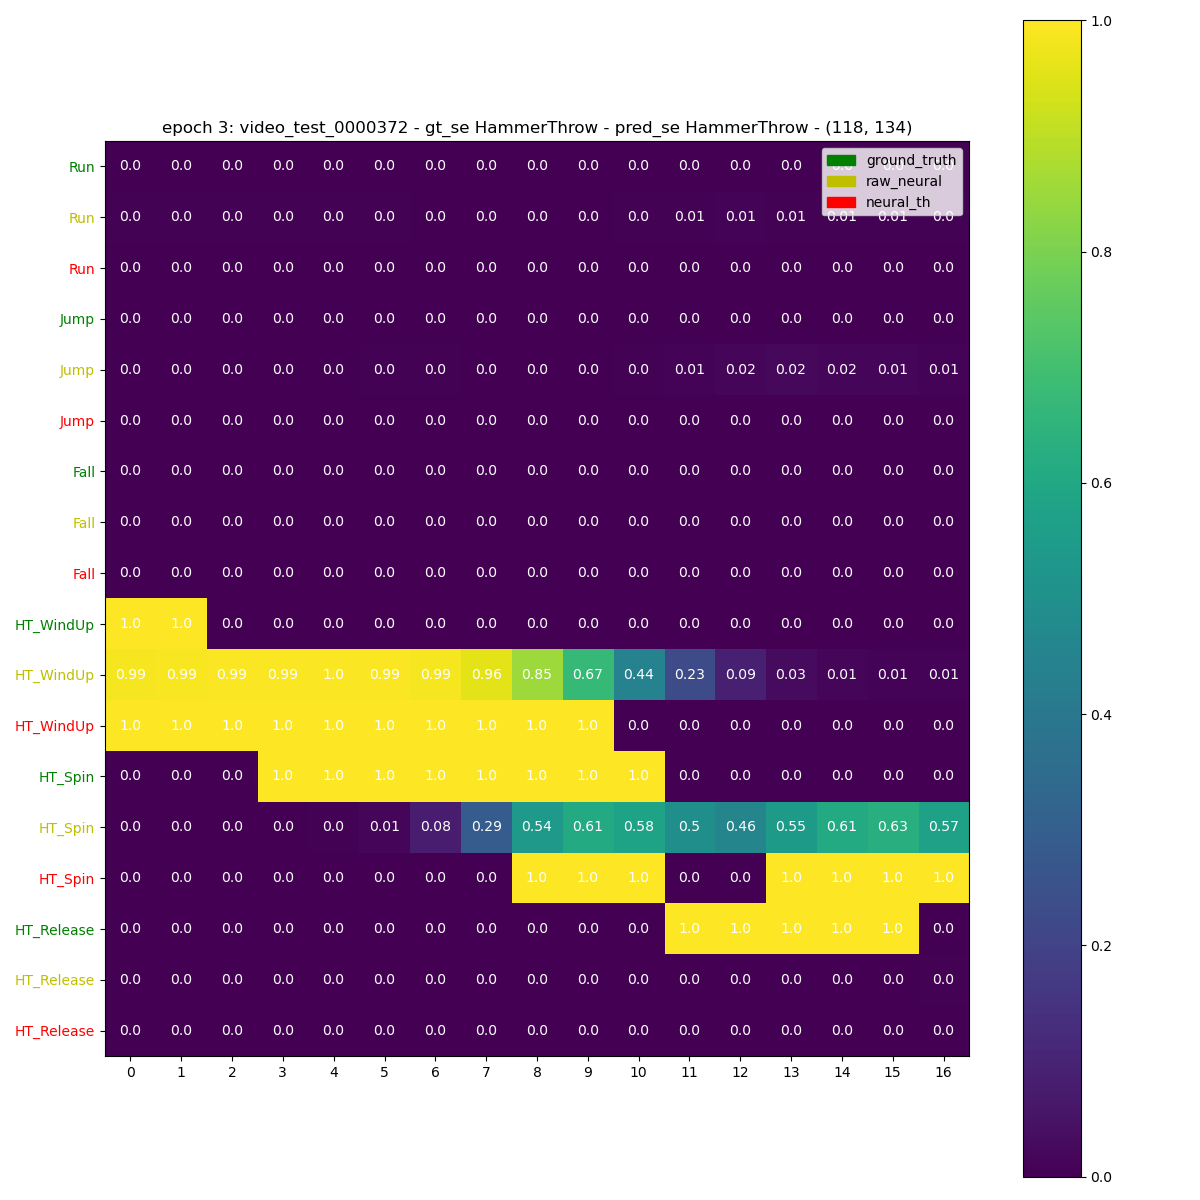 epoch 3: video_test_0000372 - gt_se HammerThrow - pred_se HammerThrow - (118, 134)
ground_truth
raw_neural
neural_th
Run 0.0 0.0 0.0 0.0 0.0 0.0 0.0 0.0 0.0 0.0 0.0 0.0 0.0 0.0 0.0 0.0 0.0
Run 0.0 0.0 0.0 0.0 0.0 0.0 0.0 0.0 0.0 0.0 0.0 0.01 0.01 0.01 0.01 0.01 0.0
Run 0.0 0.0 0.0 0.0 0.0 0.0 0.0 0.0 0.0 0.0 0.0 0.0 0.0 0.0 0.0 0.0 0.0
Jump 0.0 0.0 0.0 0.0 0.0 0.0 0.0 0.0 0.0 0.0 0.0 0.0 0.0 0.0 0.0 0.0 0.0
Jump 0.0 0.0 0.0 0.0 0.0 0.0 0.0 0.0 0.0 0.0 0.0 0.01 0.02 0.02 0.02 0.01 0.01
Jump 0.0 0.0 0.0 0.0 0.0 0.0 0.0 0.0 0.0 0.0 0.0 0.0 0.0 0.0 0.0 0.0 0.0
Fall 0.0 0.0 0.0 0.0 0.0 0.0 0.0 0.0 0.0 0.0 0.0 0.0 0.0 0.0 0.0 0.0 0.0
Fall 0.0 0.0 0.0 0.0 0.0 0.0 0.0 0.0 0.0 0.0 0.0 0.0 0.0 0.0 0.0 0.0 0.0
Fall 0.0 0.0 0.0 0.0 0.0 0.0 0.0 0.0 0.0 0.0 0.0 0.0 0.0 0.0 0.0 0.0 0.0
HT_WindUp 1.0 1.0 0.0 0.0 0.0 0.0 0.0 0.0 0.0 0.0 0.0 0.0 0.0 0.0 0.0 0.0 0.0
HT_WindUp 0.99 0.99 0.99 0.99 1.0 0.99 0.99 0.96 0.85 0.67 0.44 0.23 0.09 0.03 0.01 0.01 0.01
HT_WindUp 1.0 1.0 1.0 1.0 1.0 1.0 1.0 1.0 1.0 1.0 0.0 0.0 0.0 0.0 0.0 0.0 0.0
HT_Spin 0.0 0.0 0.0 1.0 1.0 1.0 1.0 1.0 1.0 1.0 1.0 0.0 0.0 0.0 0.0 0.0 0.0
HT_Spin 0.0 0.0 0.0 0.0 0.0 0.01 0.08 0.29 0.54 0.61 0.58 0.5 0.46 0.55 0.61 0.63 0.57
HT_Spin 0.0 0.0 0.0 0.0 0.0 0.0 0.0 0.0 1.0 1.0 1.0 0.0 0.0 1.0 1.0 1.0 1.0
HT_Release 0.0 0.0 0.0 0.0 0.0 0.0 0.0 0.0 0.0 0.0 0.0 1.0 1.0 1.0 1.0 1.0 0.0
HT_Release 0.0 0.0 0.0 0.0 0.0 0.0 0.0 0.0 0.0 0.0 0.0 0.0 0.0 0.0 0.0 0.0 0.0
HT_Release 0.0 0.0 0.0 0.0 0.0 0.0 0.0 0.0 0.0 0.0 0.0 0.0 0.0 0.0 0.0 0.0 0.0
0 1 2 3 4 5 6 7 8 9 10 11 12 13 14 15 16
1.0
0.8
0.6
0.4
0.2
0.0